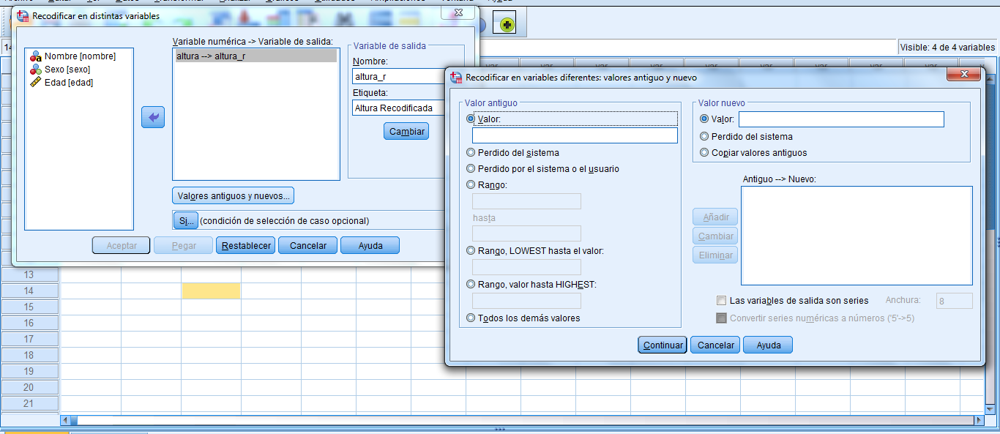 Recodificar en distintas variables
Variable numérica -> Variable de salida:
Nombre [nombre]
Sexo [sexo]
Edad [edad]
altura --> altura_r
Variable de salida
Nombre:
altura_r
Etiqueta:
Altura Recodificada
Cambiar
Valores antiguos y nuevos...
Si... (condición de selección de caso opcional)
Aceptar Pegar Restablecer Cancelar Ayuda
Visible: 4 de 4 variables
Recodificar en variables diferentes: valores antiguo y nuevo
Valor antiguo
Valor:
Perdido del sistema
Perdido por el sistema o el usuario
Rango:
hasta
Rango, LOWEST hasta el valor:
Rango, valor hasta HIGHEST:
Todos los demás valores
Valor nuevo
Valor:
Perdido del sistema
Copiar valores antiguos
Antiguo --> Nuevo:
Añadir
Cambiar
Eliminar
Las variables de salida son series Anchura: 8
Convertir series numéricas a números ('5'->5)
Continuar Cancelar Ayuda
13
14
15
16
17
18
19
20
21